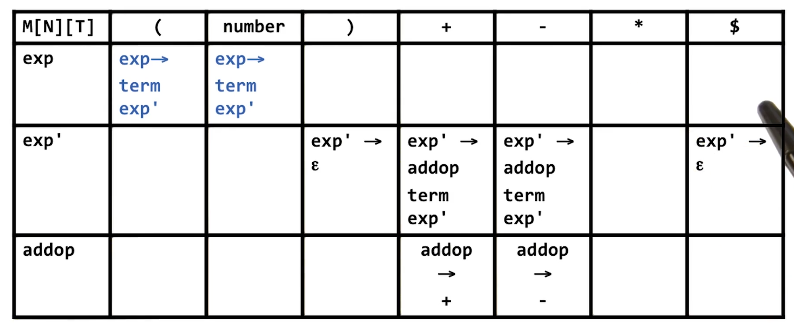 M[N][T] ( number ) + - * $
exp exp→ exp→
term term
exp' exp'
exp' exp' → exp' → exp' → exp' →
ε addop addop ε
term term
exp' exp'
addop addop addop
→ →
+ -